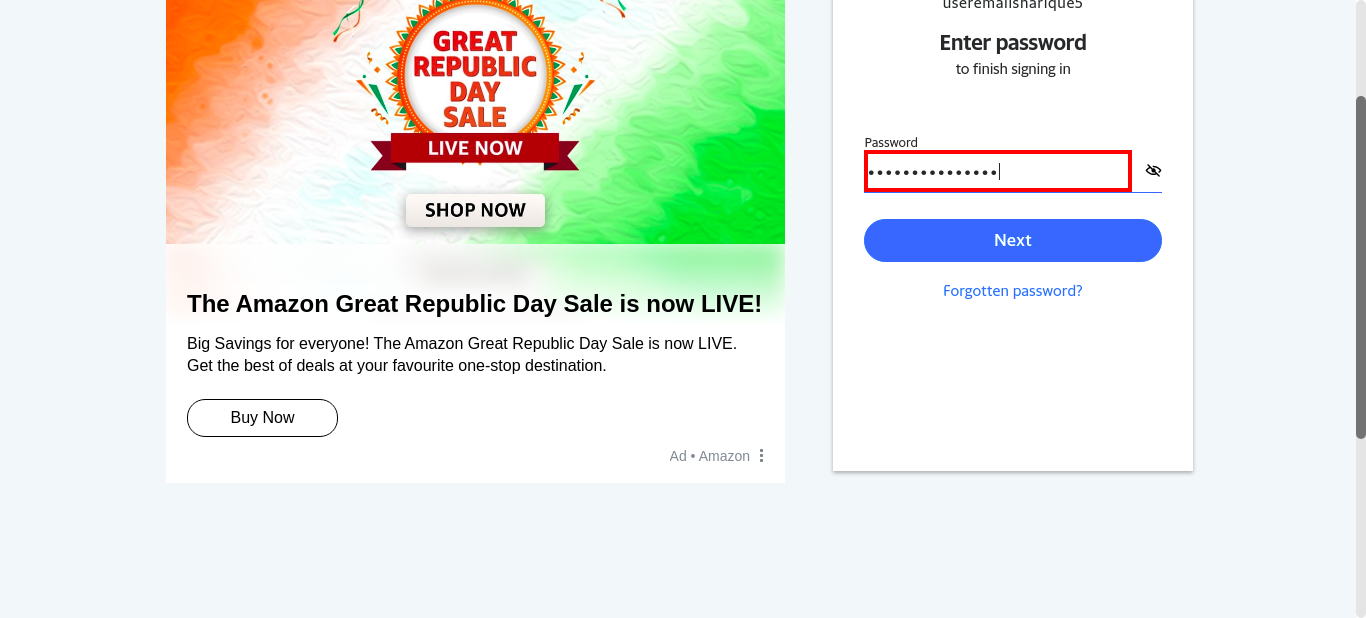 GREAT
REPUBLIC
DAY
SALE
LIVE NOW
SHOP NOW
The Amazon Great Republic Day Sale is now LIVE!
Big Savings for everyone! The Amazon Great Republic Day Sale is now LIVE.
Get the best of deals at your favourite one-stop destination.
Buy Now
Ad • Amazon
useremailsharique5
Enter password
to finish signing in
Password
•••••••••••••••
Next
Forgotten password?